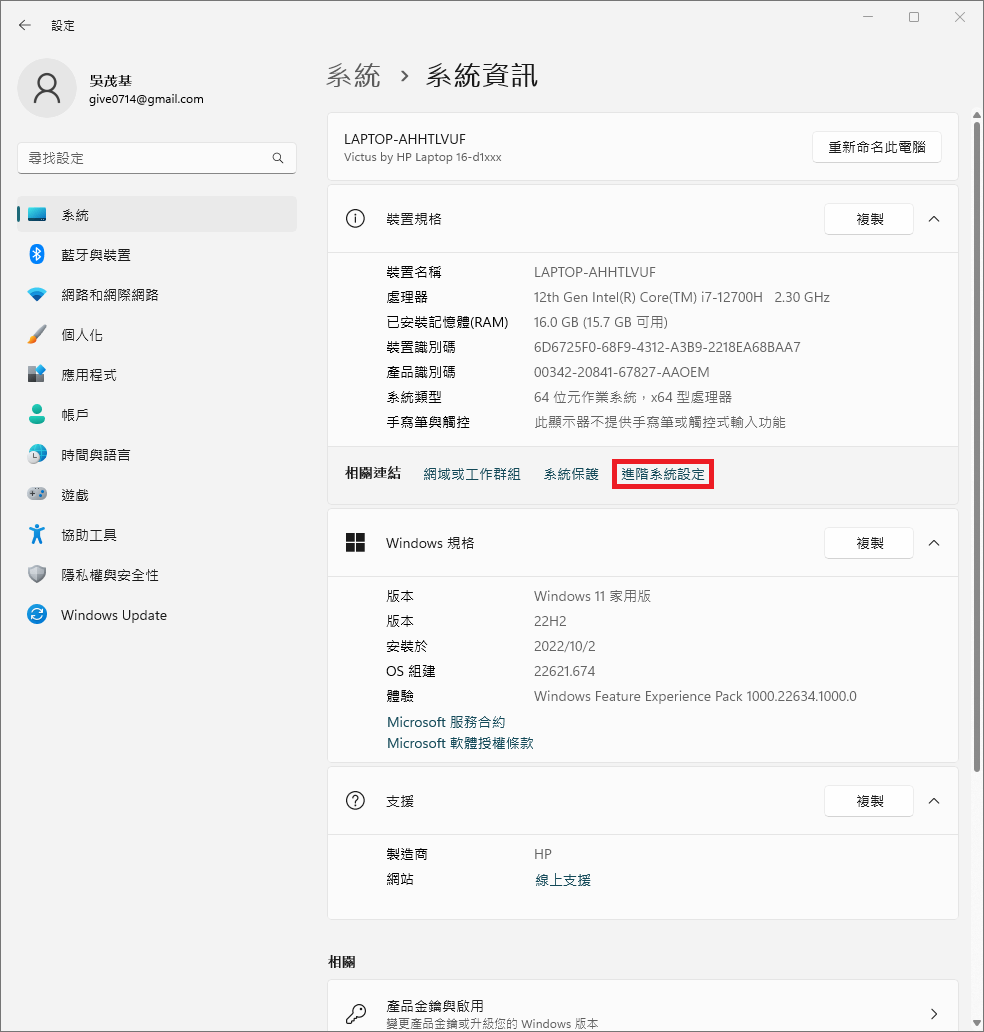 設定
吳茂基
give0714@gmail.com
尋找設定
系統
藍牙與裝置
網路和網際網路
個人化
應用程式
帳戶
時間與語言
遊戲
協助工具
隱私權與安全性
Windows Update
系統 › 系統資訊
LAPTOP-AHHTLVUF
Victus by HP Laptop 16-d1xxx
重新命名此電腦
裝置規格
複製
裝置名稱 LAPTOP-AHHTLVUF
處理器 12th Gen Intel(R) Core(TM) i7-12700H 2.30 GHz
已安裝記憶體(RAM) 16.0 GB (15.7 GB 可用)
裝置識別碼 6D6725F0-68F9-4312-A3B9-2218EA68BAA7
產品識別碼 00342-20841-67827-AAOEM
系統類型 64 位元作業系統，x64 型處理器
手寫筆與觸控 此顯示器不提供手寫筆或觸控式輸入功能
相關連結 網域或工作群組 系統保護 進階系統設定
Windows 規格
複製
版本 Windows 11 家用版
版本 22H2
安裝於 2022/10/2
OS 組建 22621.674
體驗 Windows Feature Experience Pack 1000.22634.1000.0
Microsoft 服務合約
Microsoft 軟體授權條款
支援
複製
製造商 HP
網站 線上支援
相關
產品金鑰與啟用
變更產品金鑰或升級您的 Windows 版本